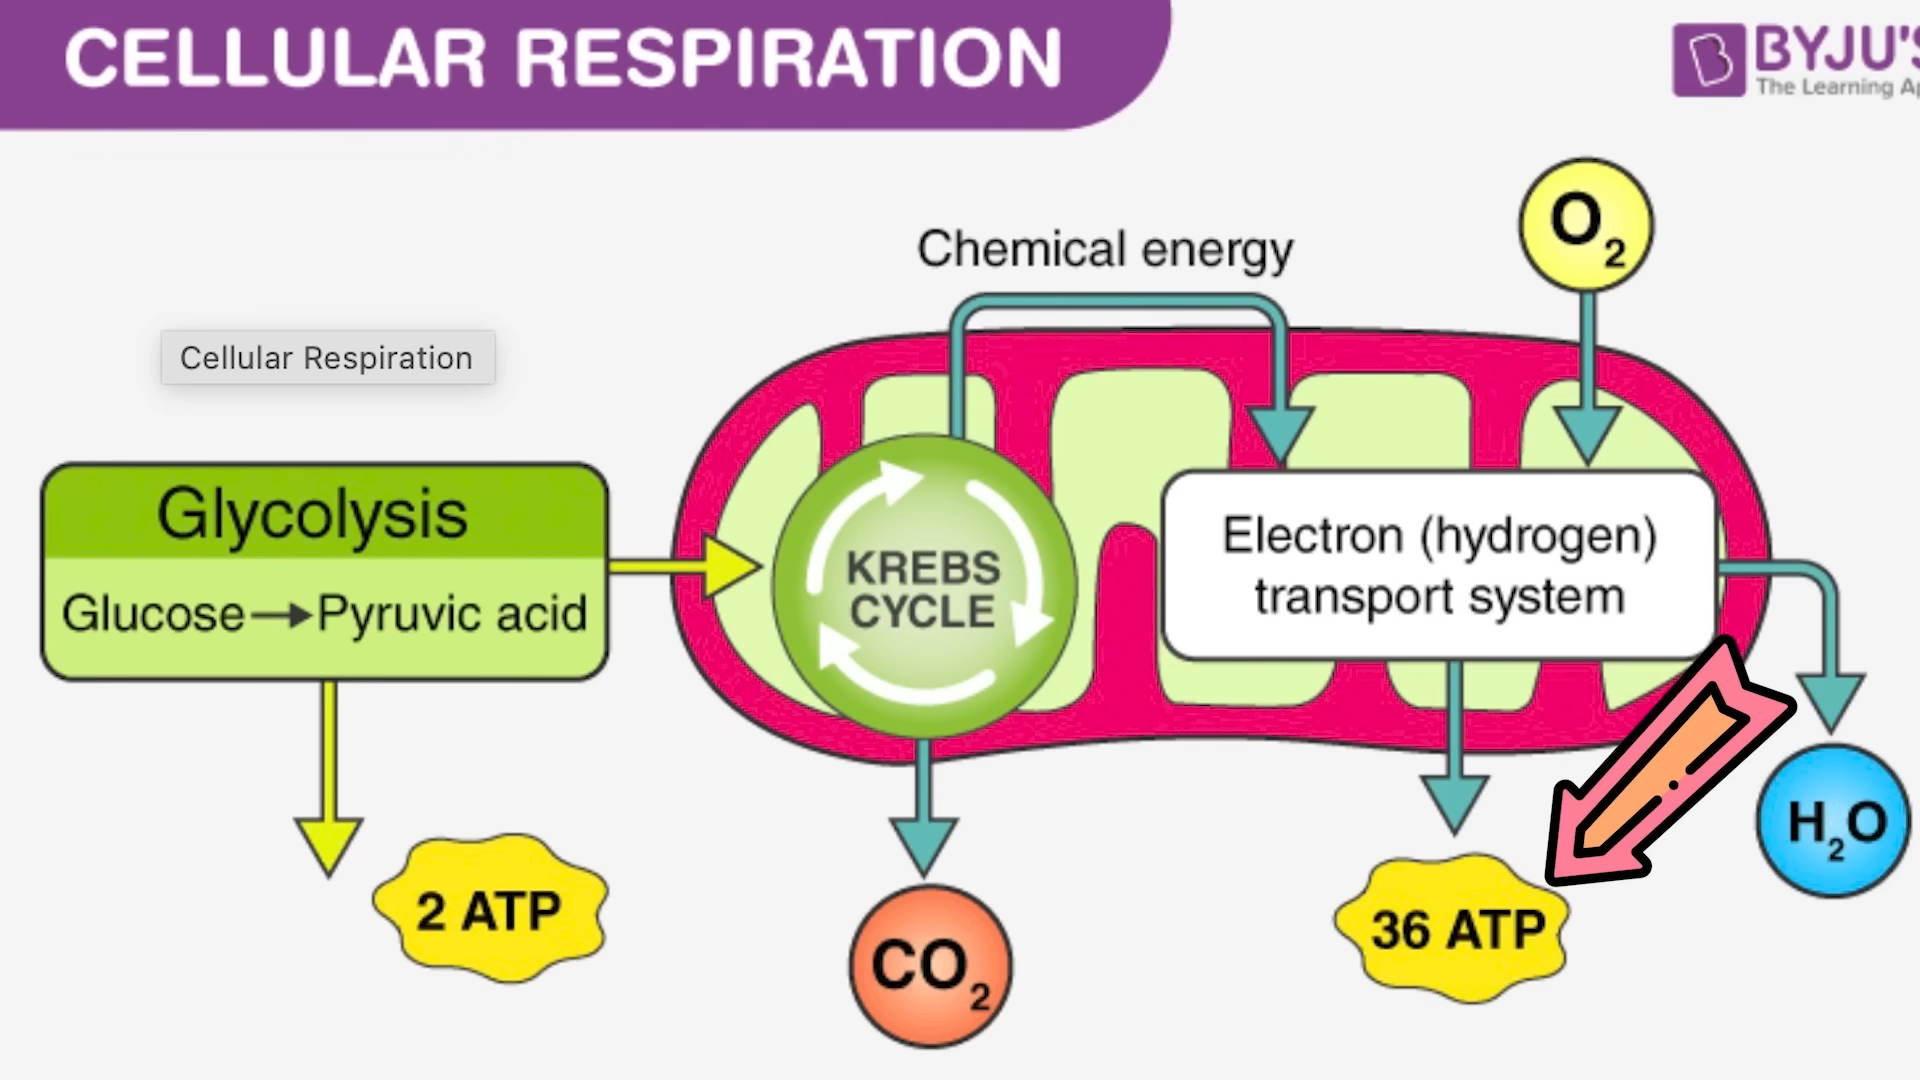 CELLULAR RESPIRATION
BYJU'S
The Learning Ap
O₂
Chemical energy
Cellular Respiration
Glycolysis
Glucose→Pyruvic acid
KREBS
CYCLE
Electron (hydrogen)
transport system
2 ATP
CO₂
36 ATP
H₂O